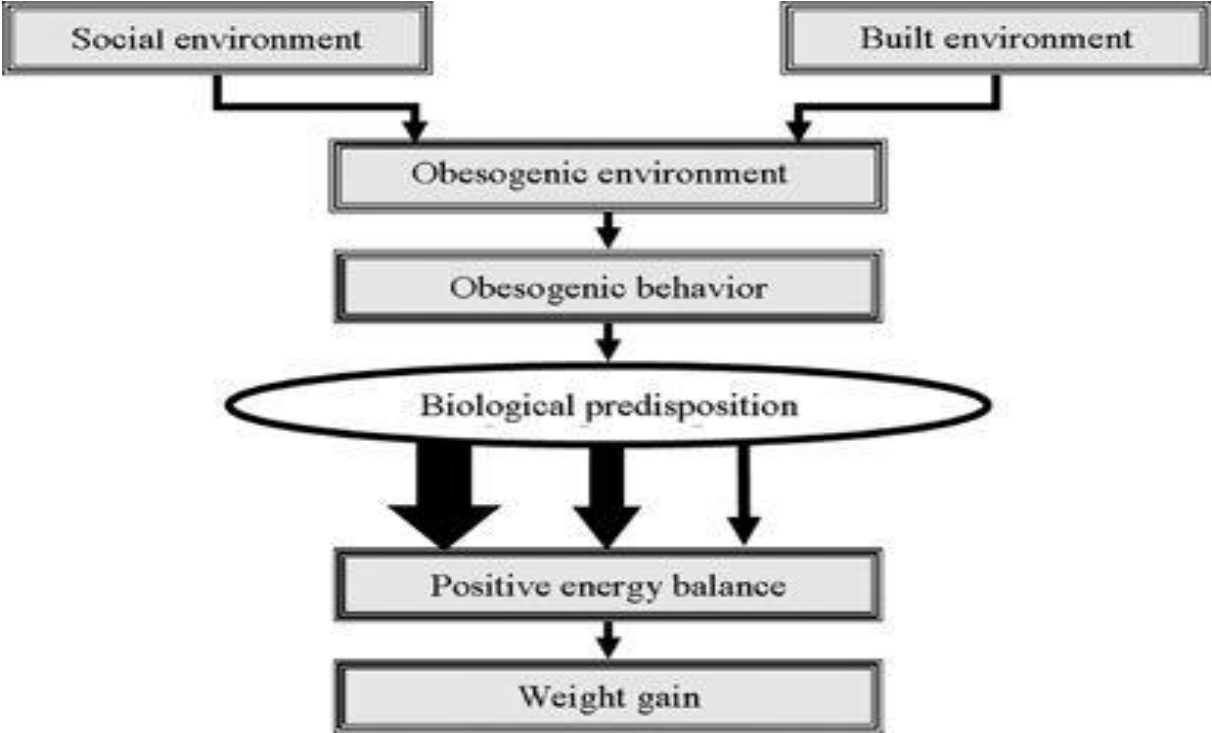 Social environment
Built environment
Obesogenic environment
Obesogenic behavior
Biological predisposition
Positive energy balance
Weight gain